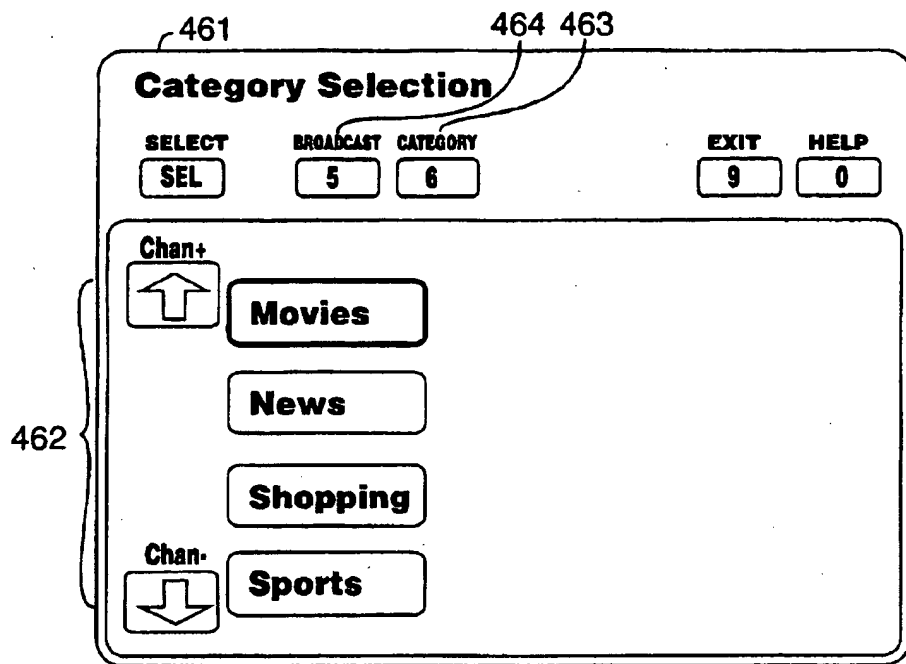 461 464 463
Category Selection
SELECT BROADCAST CATEGORY EXIT HELP
SEL 5 6 9 0
Chan+
Movies
News
462
Shopping
Chan-
Sports